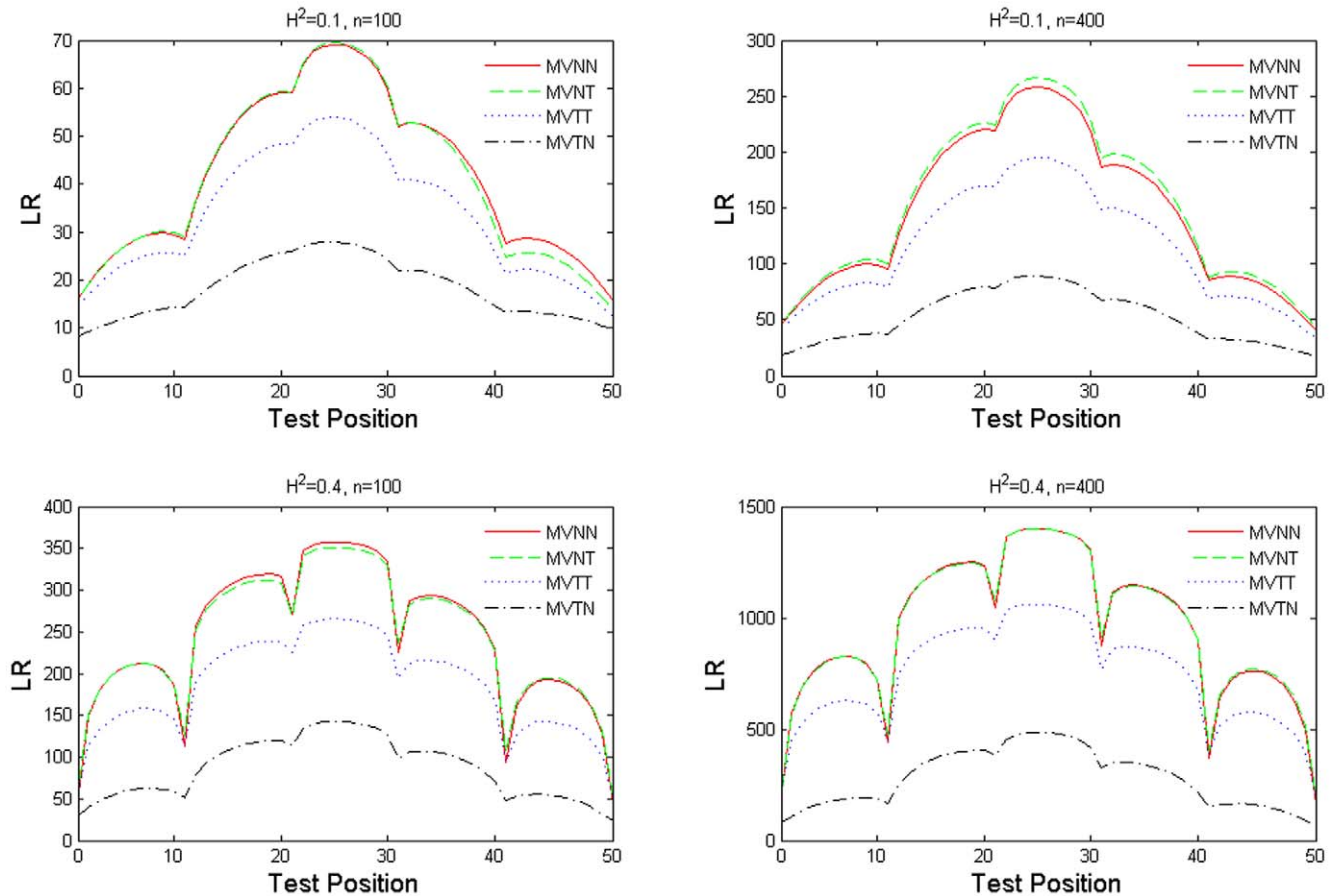 H²=0.1, n=100
70
60
50
40
30
20
10
0
LR
MVNN
MVNT
MVTT
MVTN
0 10 20 30 40 50
Test Position
H²=0.1, n=400
300
250
200
150
100
50
0
LR
MVNN
MVNT
MVTT
MVTN
0 10 20 30 40 50
Test Position
H²=0.4, n=100
400
350
300
250
200
150
100
50
0
LR
MVNN
MVNT
MVTT
MVTN
0 10 20 30 40 50
Test Position
H²=0.4, n=400
1500
1000
500
0
LR
MVNN
MVNT
MVTT
MVTN
0 10 20 30 40 50
Test Position